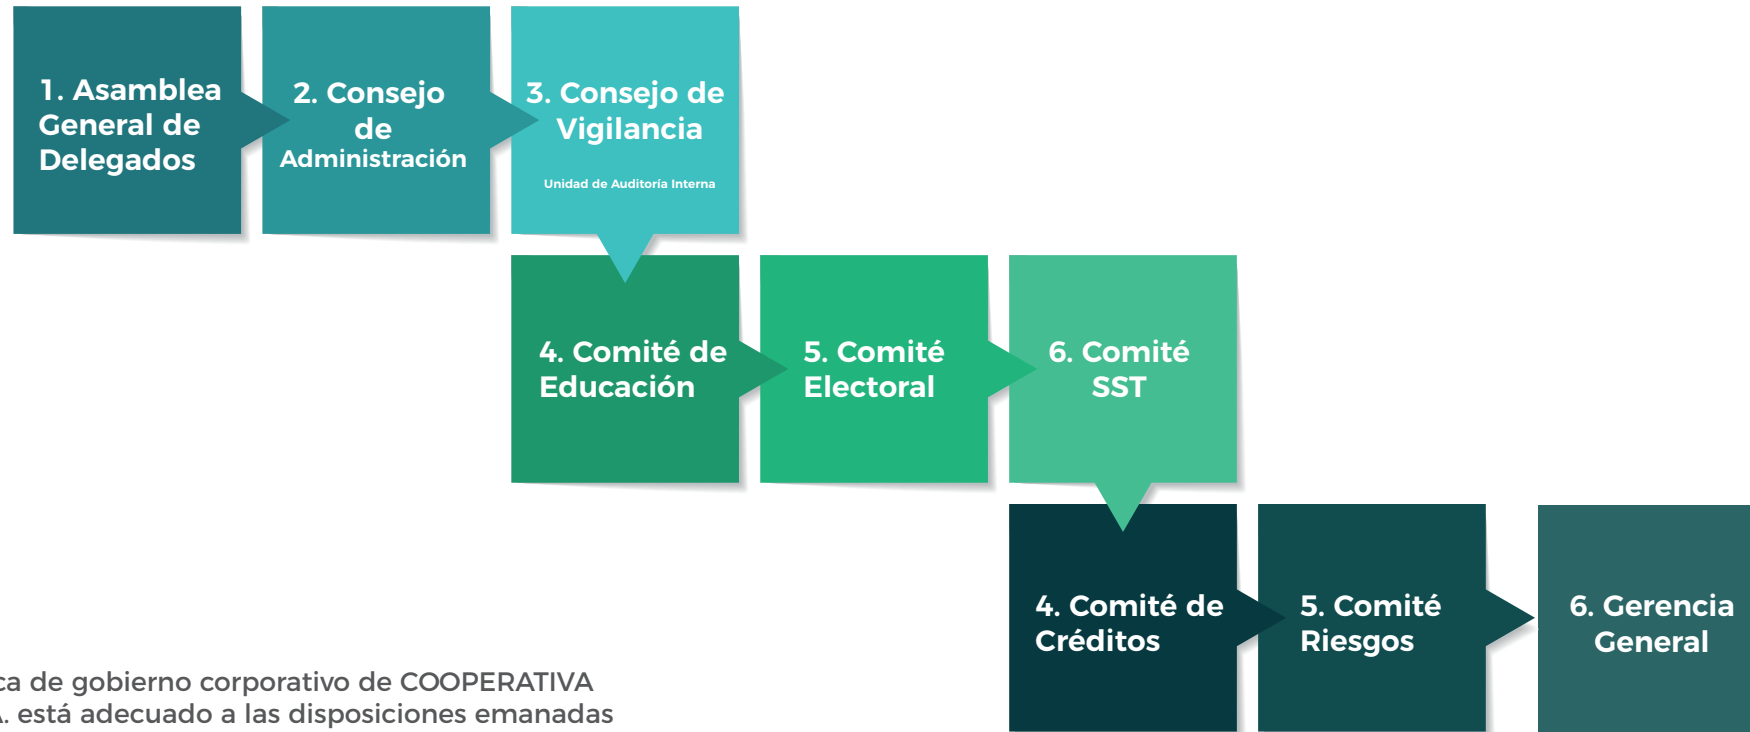 1. Asamblea
General de
Delegados
2. Consejo
de
Administración
3. Consejo de
Vigilancia
Unidad de Auditoría Interna
4. Comité de
Educación
5. Comité
Electoral
6. Comité
SST
4. Comité de
Créditos
5. Comité
Riesgos
6. Gerencia
General
de gobierno corporativo de COOPERATIVA
está adecuado a las disposiciones emanadas